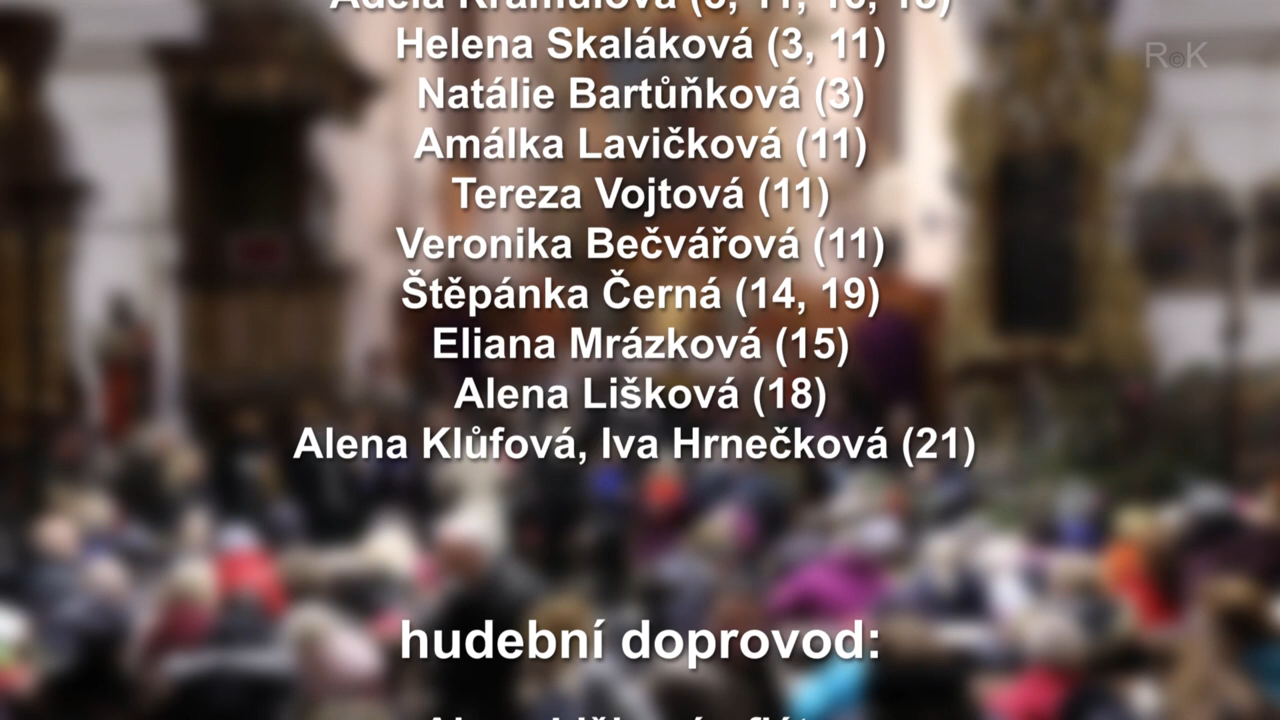 Helena Skaláková (3, 11)
Natálie Bartůňková (3)
Amálka Lavičková (11)
Tereza Vojtová (11)
Veronika Bečvářová (11)
Štěpánka Černá (14, 19)
Eliana Mrázková (15)
Alena Lišková (18)
Alena Klůfová, Iva Hrnečková (21)
hudební doprovod:
R©K